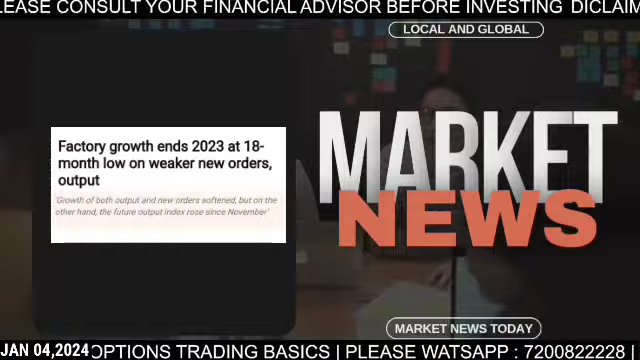 LEASE CONSULT YOUR FINANCIAL ADVISOR BEFORE INVESTING DICLAIM
LOCAL AND GLOBAL
Factory growth ends 2023 at 18-
month low on weaker new orders,
output
'Growth of both output and new orders softened, but on the
other hand, the future output index rose since November'
MARKET
NEWS
MARKET NEWS TODAY
JAN 04,2024 OPTIONS TRADING BASICS | PLEASE WATSAPP : 7200822228 |